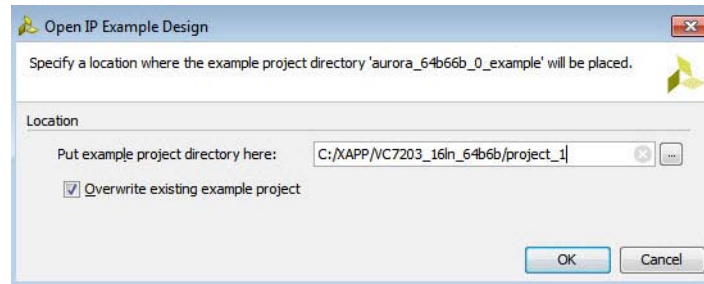 Open IP Example Design
Specify a location where the example project directory 'aurora_64b66b_0_example' will be placed.
Location
Put example project directory here: C:/XAPP/VC7203_16ln_64b6b/project_1 ...
Overwrite existing example project
OK Cancel